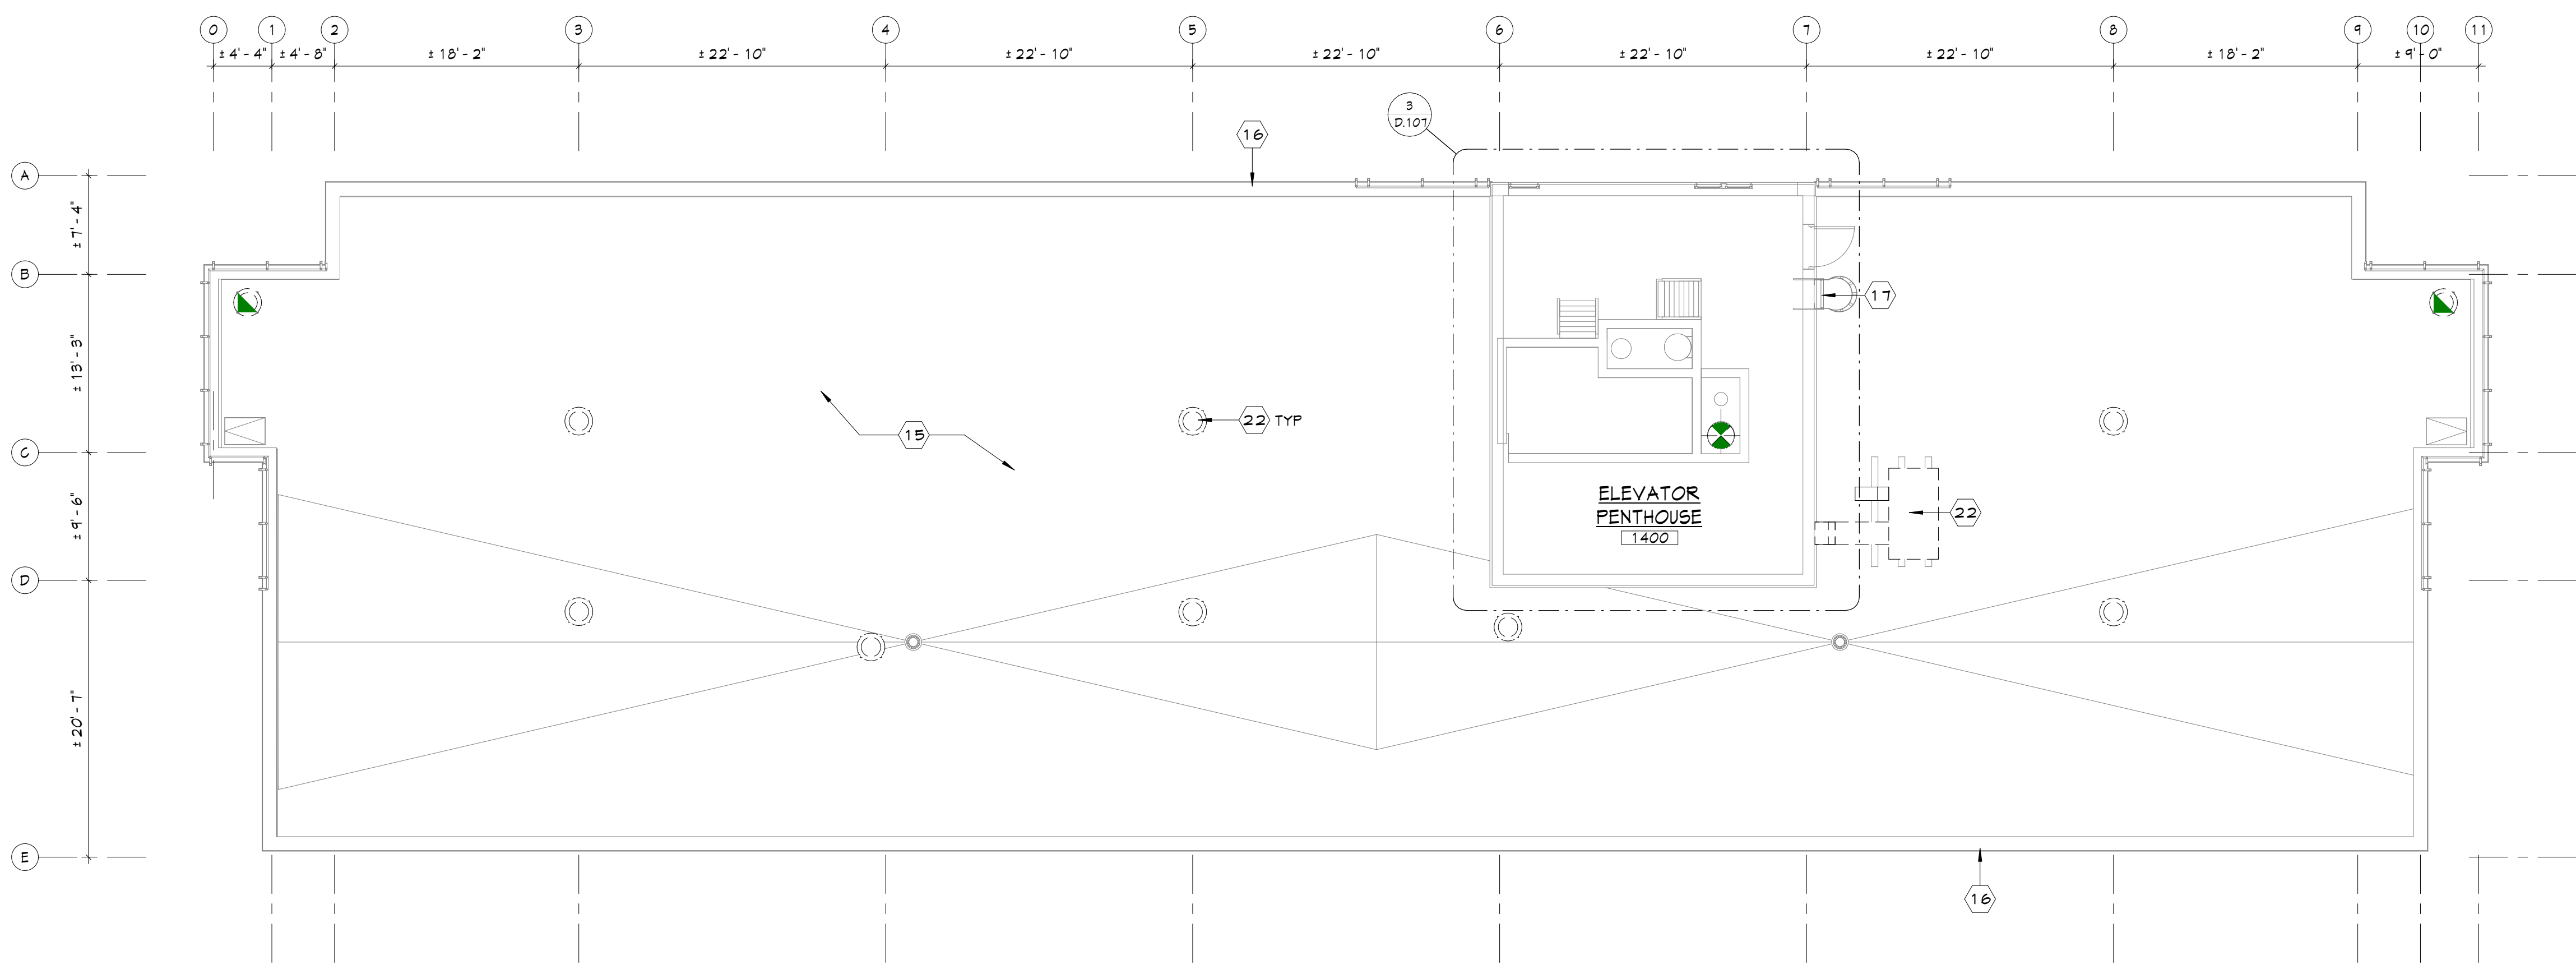 0 1 2 3 4 5 6 7 8 9 10 11
± 4' - 4" ± 4' - 8" ± 18' - 2" ± 22' - 10" ± 22' - 10" ± 22' - 10" ± 22' - 10" ± 22' - 10" ± 18' - 2" ± 9' - 0"
3
D.107
16
A
± 7' - 4"
B
17
± 13' - 3"
22 TYP
15
C
ELEVATOR
PENTHOUSE
1400
22
± 9' - 6"
D
± 20' - 7"
E
16